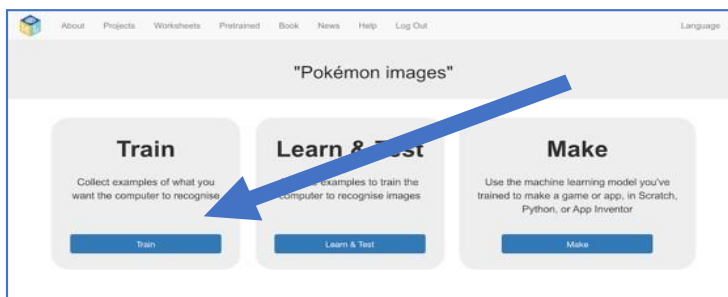 About Projects Worksheets Pretrained Book News Help Log Out Language
"Pokémon images"
Train
Collect examples of what you
want the computer to recognise
Train
Learn & Test
examples to train the
computer to recognise images
Learn & Test
Make
Use the machine learning model you've
trained to make a game or app, in Scratch,
Python, or App Inventor
Make